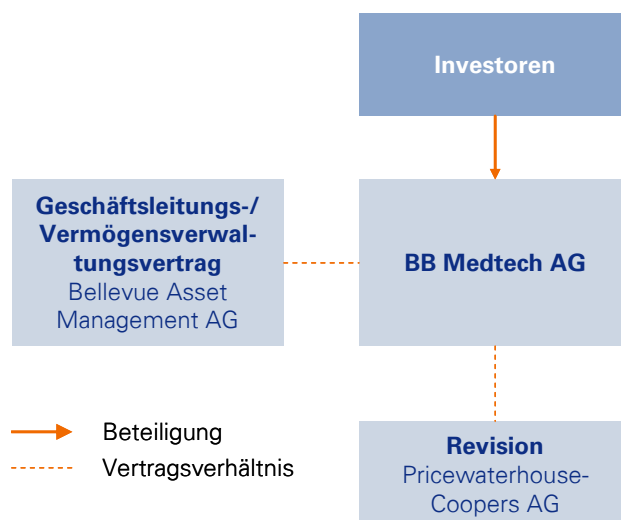 Investoren
Geschäftsleitungs-/
Vermögensverwal-
tungsvertrag
Bellevue Asset
Management AG
BB Medtech AG
Beteiligung
Vertragsverhältnis
Revision
Pricewaterhouse-
Coopers AG